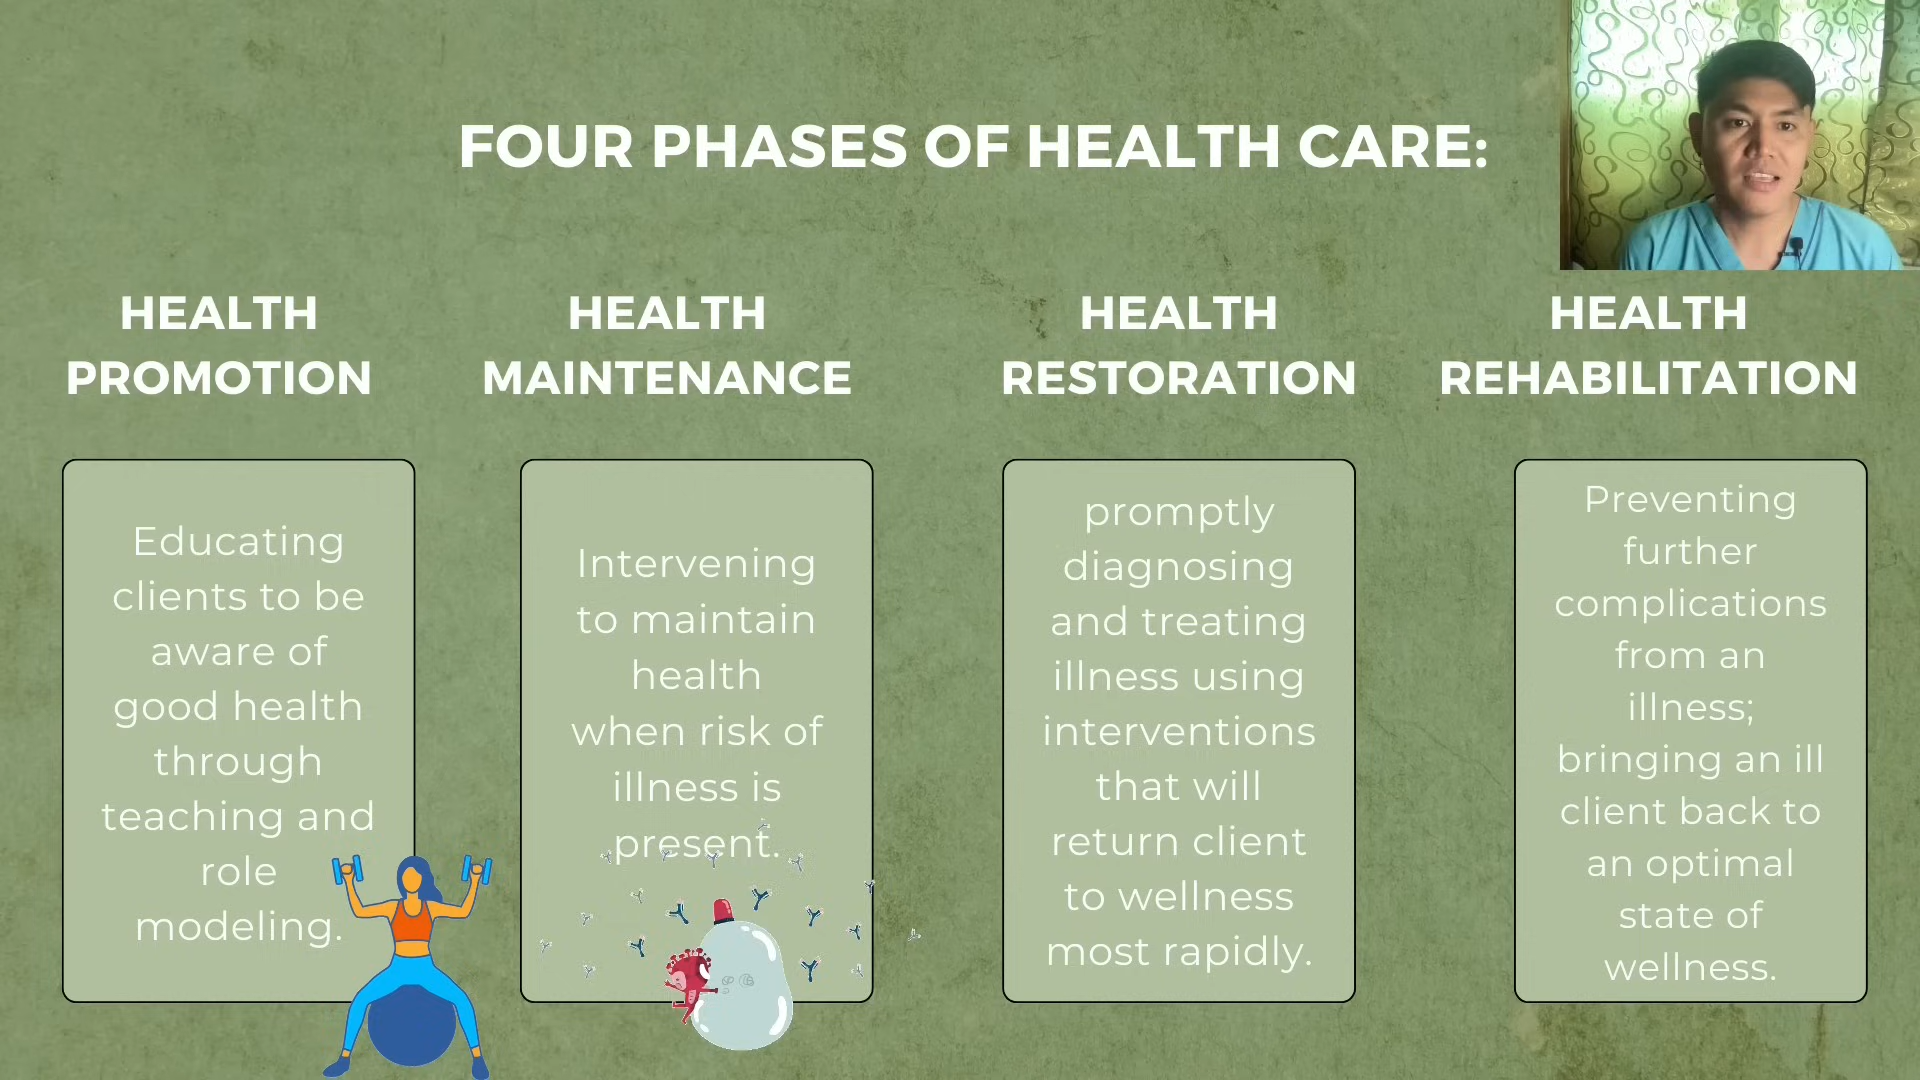 FOUR PHASES OF HEALTH CARE:
HEALTH
PROMOTION
Educating
clients to be
aware of
good health
through
teaching and
role
modeling.
HEALTH
MAINTENANCE
Intervening
to maintain
health
when risk of
illness is
present.
HEALTH
RESTORATION
promptly
diagnosing
and treating
illness using
interventions
that will
return client
to wellness
most rapidly.
HEALTH
REHABILITATION
Preventing
further
complications
from an
illness;
bringing an ill
client back to
an optimal
state of
wellness.